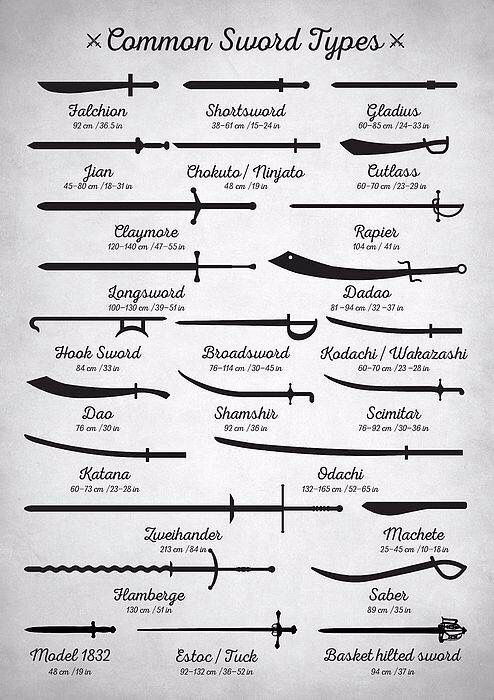 Common Sword Types
Falchion
92 cm / 36.5 in
Shortsword
38–61 cm / 15–24 in
Gladius
60–85 cm / 24–33 in
Jian
45–80 cm / 18–31 in
Chokuto / Ninjato
48 cm / 19 in
Cutlass
60–70 cm / 23–29 in
Claymore
120–140 cm / 47–55 in
Rapier
104 cm / 41 in
Longsword
100–130 cm / 39–51 in
Dadao
81–94 cm / 32–37 in
Hook Sword
84 cm / 33 in
Broadsword
76–114 cm / 30–45 in
Kodachi / Wakazashi
60–70 cm / 23–28 in
Dao
76 cm / 30 in
Shamshir
92 cm / 36 in
Scimitar
76–92 cm / 30–36 in
Katana
60–73 cm / 23–28 in
Odachi
132–165 cm / 52–65 in
Zweihander
213 cm / 84 in
Machete
25–45 cm / 10–18 in
Flamberge
130 cm / 51 in
Saber
89 cm / 35 in
Model 1832
48 cm / 19 in
Estoc / Tuck
92–132 cm / 36–52 in
Basket hilted sword
94 cm / 37 in